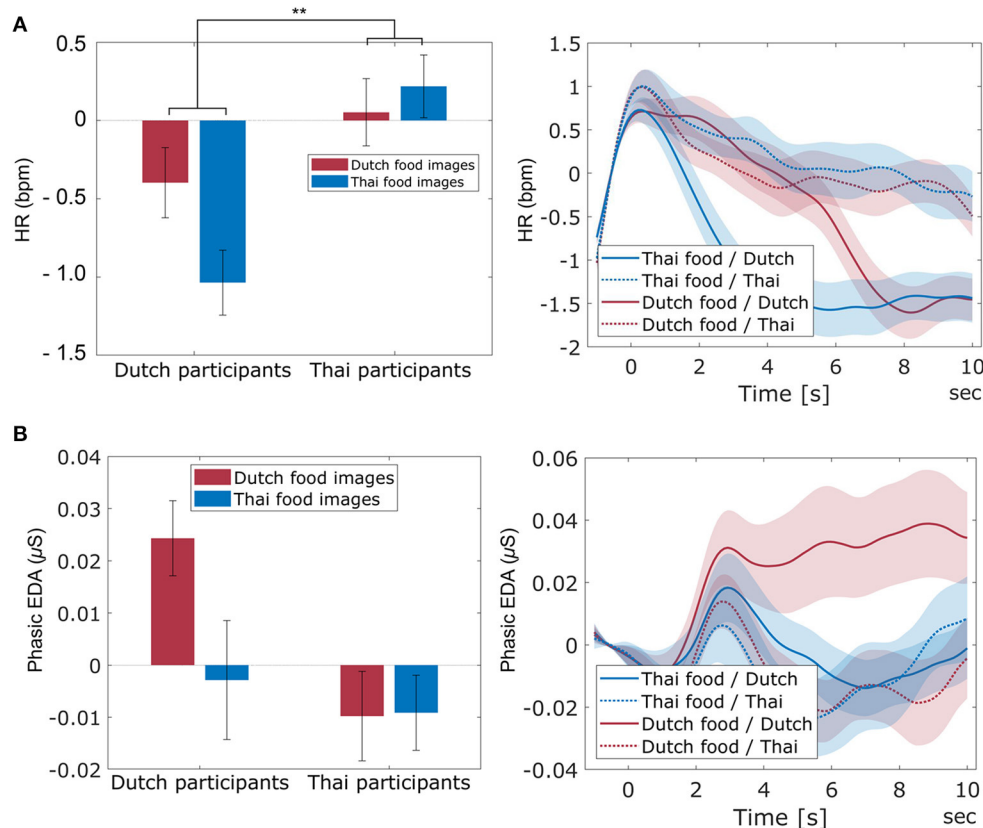 A
**
HR (bpm)
0.5
0
- 0.5
- 1.0
- 1.5
Dutch food images
Thai food images
Dutch participants Thai participants
HR (bpm)
1.5
1
0.5
0
-0.5
-1
-1.5
-2
Thai food / Dutch
Thai food / Thai
Dutch food / Dutch
Dutch food / Thai
0 2 4 6 8 10
Time [s] sec
B
Phasic EDA (µS)
0.04
0.03
0.02
0.01
0
-0.01
-0.02
Dutch food images
Thai food images
Dutch participants Thai participants
Phasic EDA (µS)
0.06
0.04
0.02
0
-0.02
-0.04
Thai food / Dutch
Thai food / Thai
Dutch food / Dutch
Dutch food / Thai
0 2 4 6 8 10
Time [s] sec